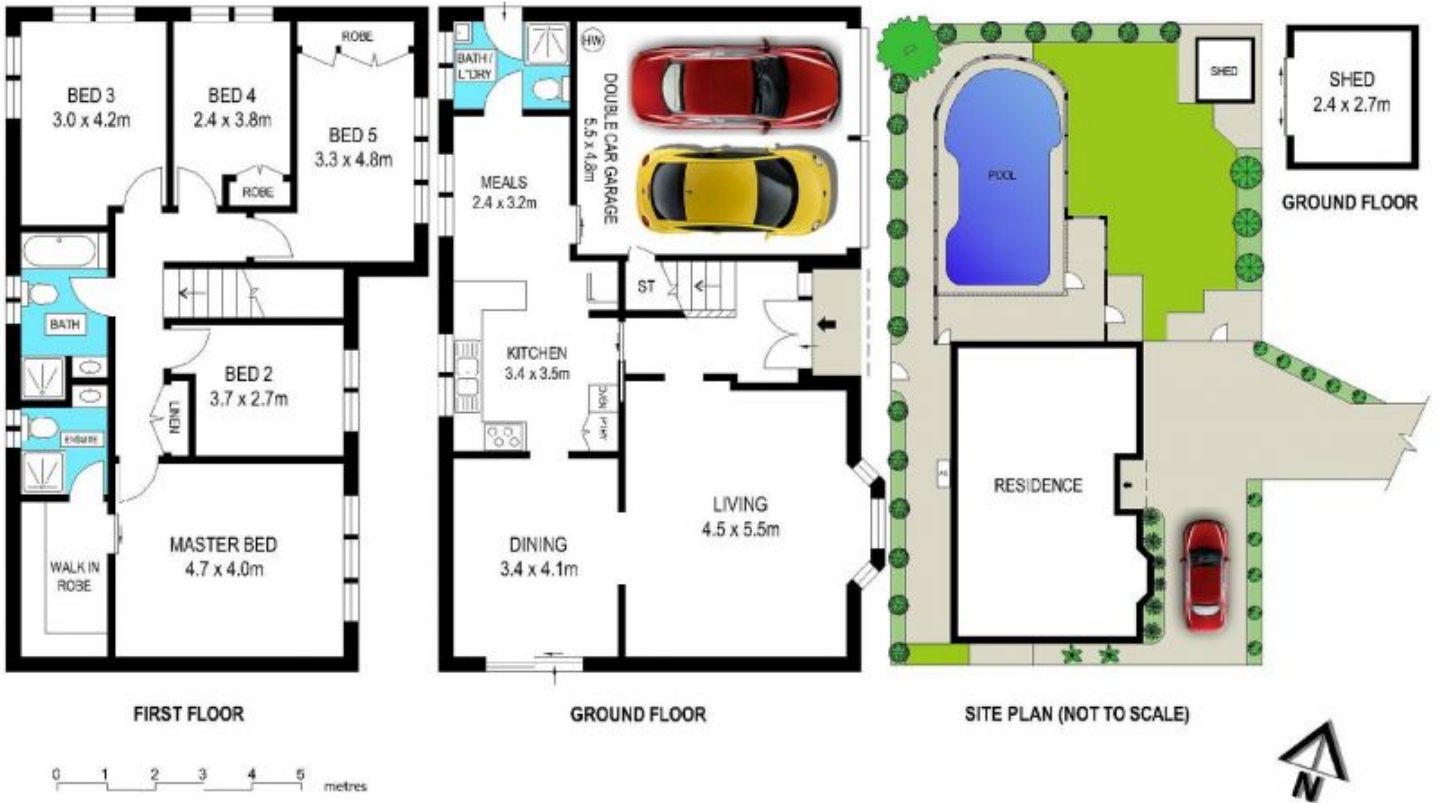 BED 3
3.0 x 4.2m
BED 4
2.4 x 3.8m
ROBE
ROBE
BED 5
3.3 x 4.8m
BATH
BED 2
3.7 x 2.7m
LINEN
ENSUITE
WALK IN
ROBE
MASTER BED
4.7 x 4.0m
FIRST FLOOR
0 1 2 3 4 5 metres
BATH /
L'DRY
HW
DOUBLE CAR GARAGE
5.5 x 4.8m
MEALS
2.4 x 3.2m
ST
KITCHEN
3.4 x 3.5m
OVEN
P'TRY
DINING
3.4 x 4.1m
LIVING
4.5 x 5.5m
GROUND FLOOR
SHED
POOL
RESIDENCE
SITE PLAN (NOT TO SCALE)
SHED
2.4 x 2.7m
GROUND FLOOR
N